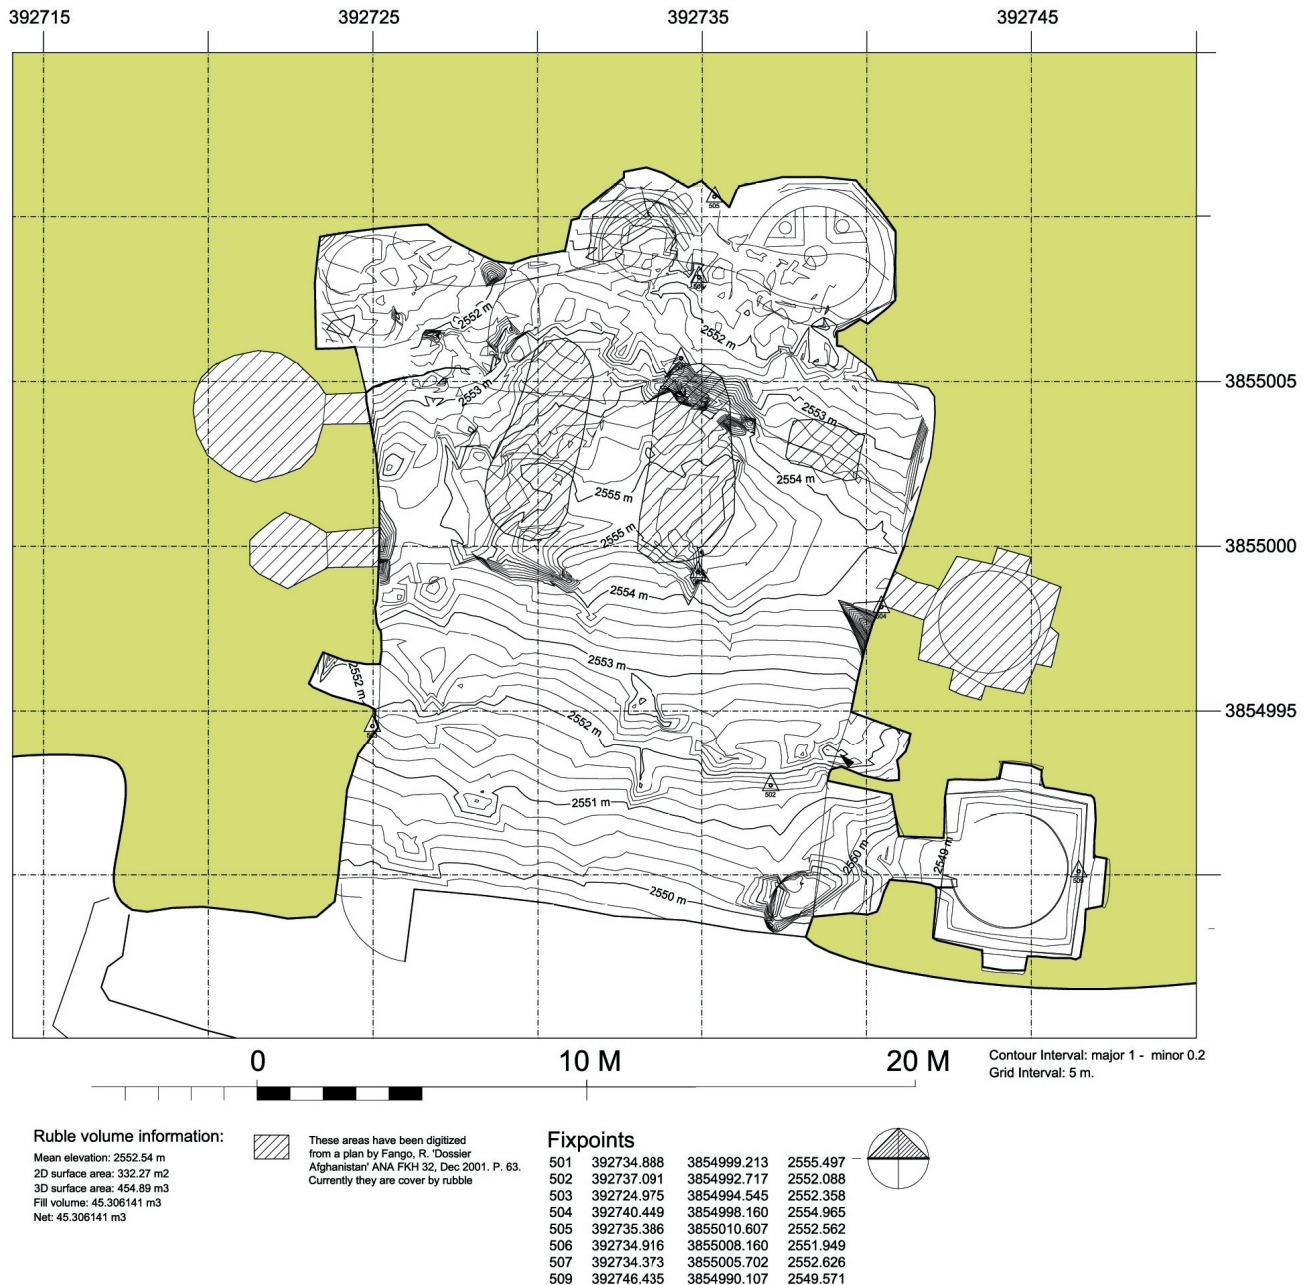 392715 392725 392735 392745
505
506
2552 m
2552 m
3855005
2553 m
2553 m
2554 m
2555 m
2555 m
3855000
2554 m
504
2553 m
2552 m
3854995
2552 m
503
502
2551 m
2550 m
2549 m
509
2550 m
0 10 M 20 M
Contour Interval: major 1 - minor 0.2
Grid Interval: 5 m.
Ruble volume information:
Mean elevation: 2552.54 m
2D surface area: 332.27 m2
3D surface area: 454.89 m3
Fill volume: 45.306141 m3
Net: 45.306141 m3
These areas have been digitized
from a plan by Fango, R. 'Dossier
Afghanistan' ANA FKH 32, Dec 2001. P. 63.
Currently they are cover by rubble
Fixpoints
501 392734.888 3854999.213 2555.497
502 392737.091 3854992.717 2552.088
503 392724.975 3854994.545 2552.358
504 392740.449 3854998.160 2554.965
505 392735.386 3855010.607 2552.562
506 392734.916 3855008.160 2551.949
507 392734.373 3855005.702 2552.626
509 392746.435 3854990.107 2549.571